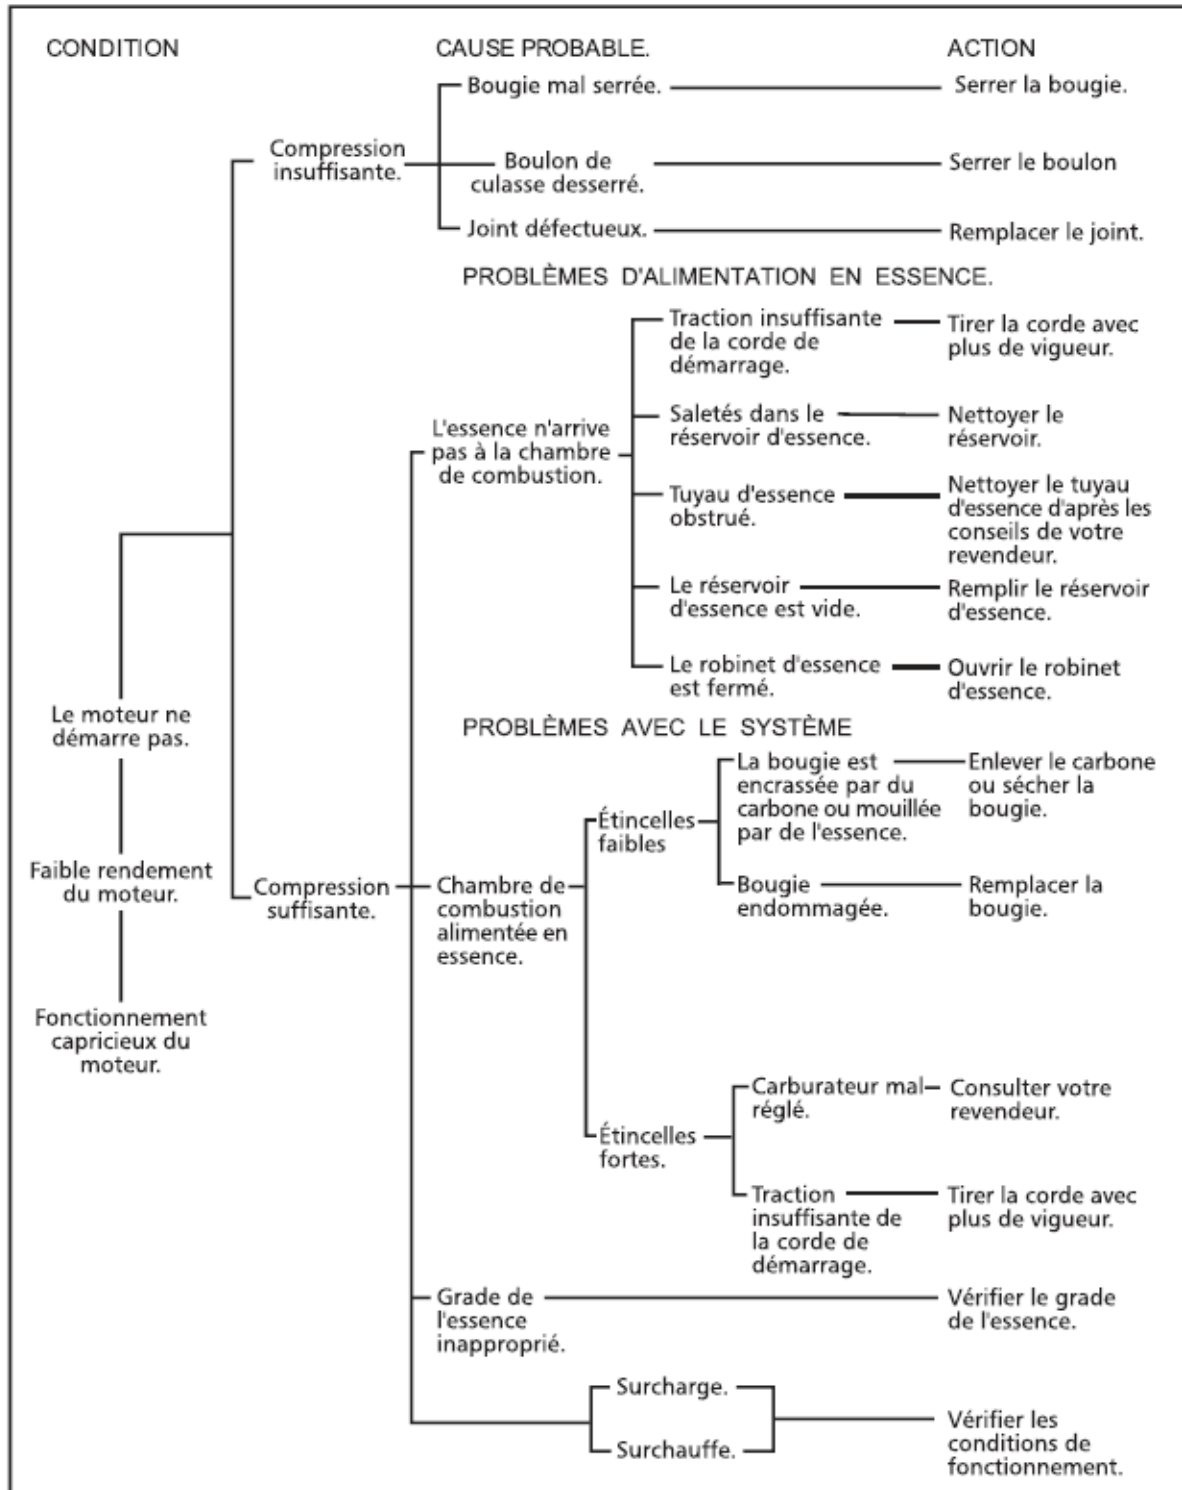 CONDITION
CAUSE PROBABLE.
ACTION
Bougie mal serrée.
Serrer la bougie.
Compression
insuffisante.
Boulon de
culasse desserré.
Serrer le boulon
Joint défectueux.
Remplacer le joint.
PROBLÈMES D'ALIMENTATION EN ESSENCE.
L'essence n'arrive
pas à la chambre
de combustion.
Traction insuffisante
de la corde de
démarrage.
Tirer la corde avec
plus de vigueur.
Saletés dans le
réservoir d'essence.
Nettoyer le
réservoir.
Tuyau d'essence
obstrué.
Nettoyer le tuyau
d'essence d'après les
conseils de votre
revendeur.
Le réservoir
d'essence est vide.
Remplir le réservoir
d'essence.
Le robinet d'essence
est fermé.
Ouvrir le robinet
d'essence.
Le moteur ne
démarre pas.
Faible rendement
du moteur.
Fonctionnement
capricieux du
moteur.
PROBLÈMES AVEC LE SYSTÈME
Compression
suffisante.
Chambre de
combustion
alimentée en
essence.
Étincelles
faibles
La bougie est
encrassée par du
carbone ou mouillée
par de l'essence.
Enlever le carbone
ou sécher la
bougie.
Bougie
endommagée.
Remplacer la
bougie.
Étincelles
fortes.
Carburateur mal
réglé.
Consulter votre
revendeur.
Traction
insuffisante de
la corde de
démarrage.
Tirer la corde avec
plus de vigueur.
Grade de
l'essence
inapproprié.
Vérifier le grade
de l'essence.
Surcharge.
Surchauffe.
Vérifier les
conditions de
fonctionnement.